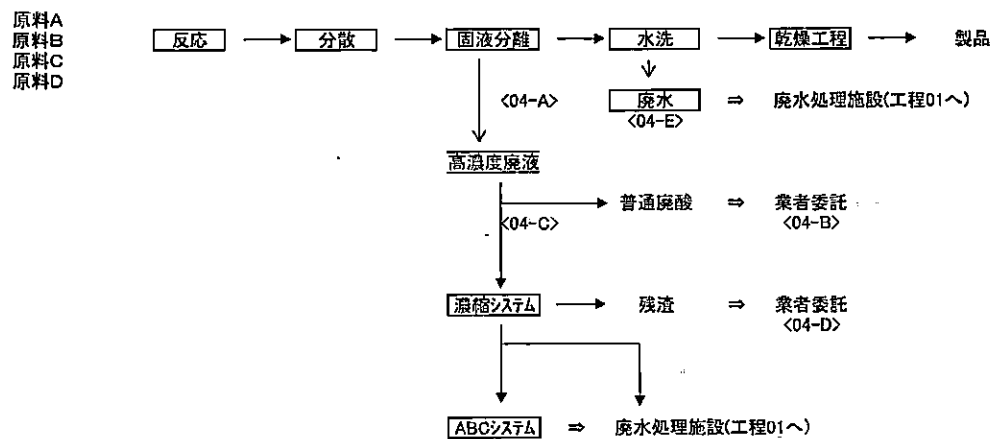 原料A
原料B
原料C
原料D
反応
分散
固液分離
水洗
乾燥工程
製品
<04-A>
廃水
<04-E>
⇒
廃水処理施設(工程01へ)
高濃度廃液
<04-C>
普通廃酸
⇒
業者委託
<04-B>
濃縮システム
残渣
⇒
業者委託
<04-D>
ABCシステム
⇒
廃水処理施設(工程01へ)